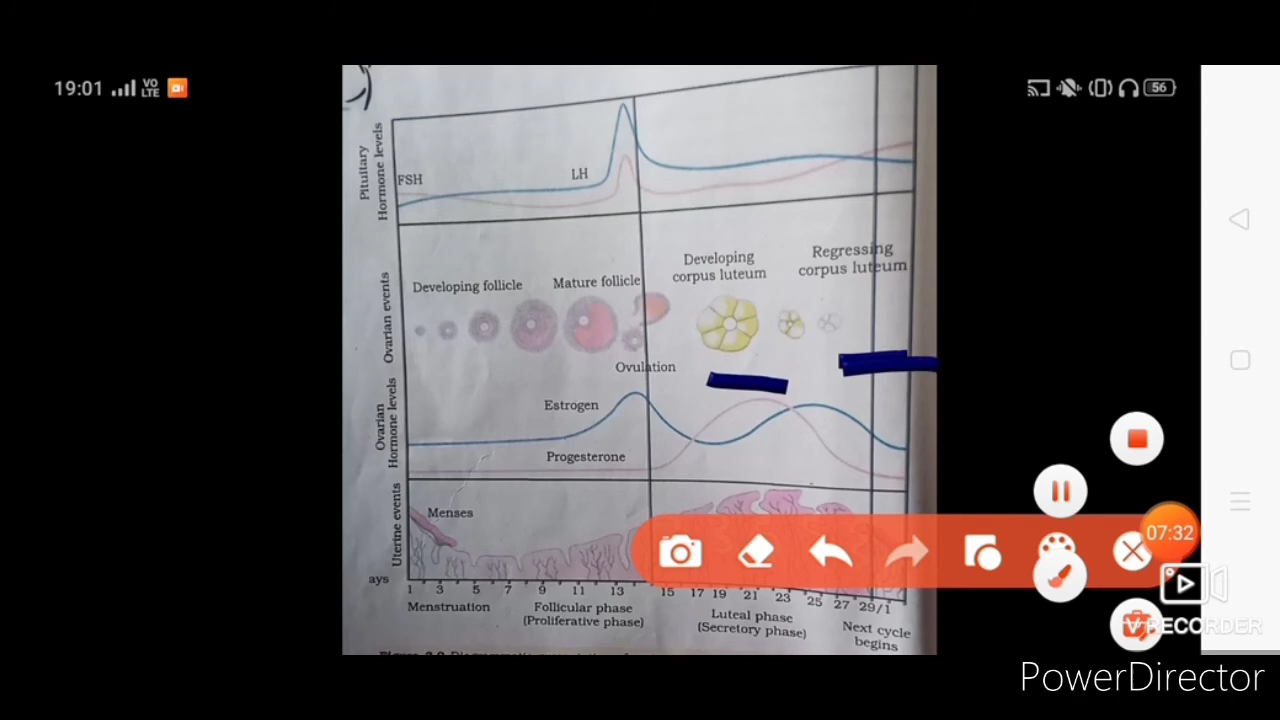 19:01
VO
LTE
56
Pituitary
Hormone levels
FSH
LH
Ovarian events
Developing follicle
Mature follicle
Developing
corpus luteum
Regressing
corpus luteum
Ovulation
Ovarian
Hormone levels
Estrogen
Progesterone
Uterine events
Menses
ays
1 3 5 7 9 11 13 15 17 19 21 23 25 27 29/1
Menstruation
Follicular phase
(Proliferative phase)
Luteal phase
(Secretory phase)
Next cycle
begins
07:32
RECORDER
PowerDirector